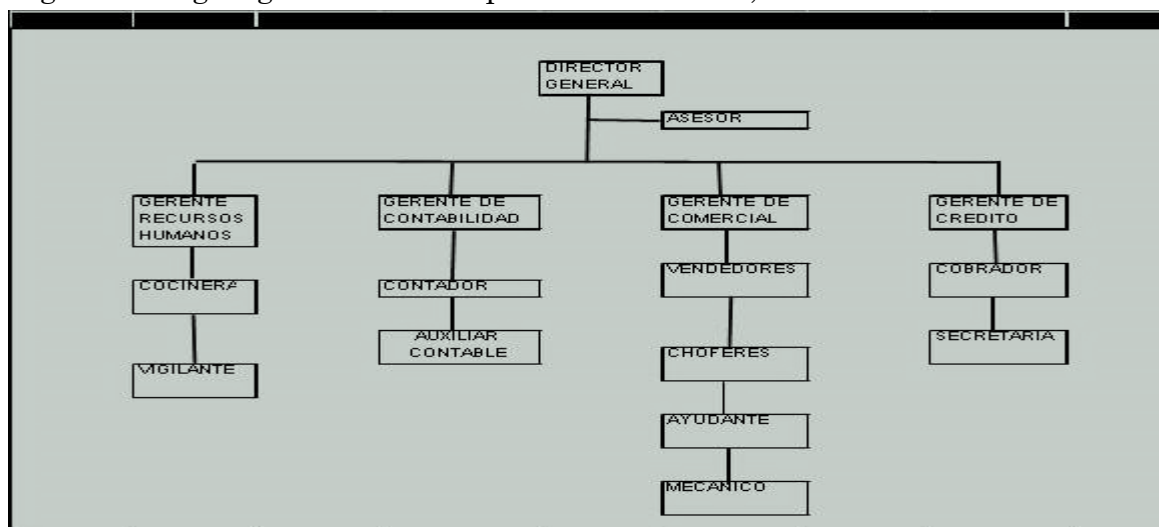 DIRECTOR
GENERAL
ASESOR
GERENTE
RECURSOS
HUMANOS
GERENTE DE
CONTABILIDAD
GERENTE DE
COMERCIAL
GERENTE DE
CREDITO
COCINERA
CONTADOR
VENDEDORES
COBRADOR
AUXILIAR
CONTABLE
SECRETARIA
VIGILANTE
CHOFERES
AYUDANTE
MECANICO